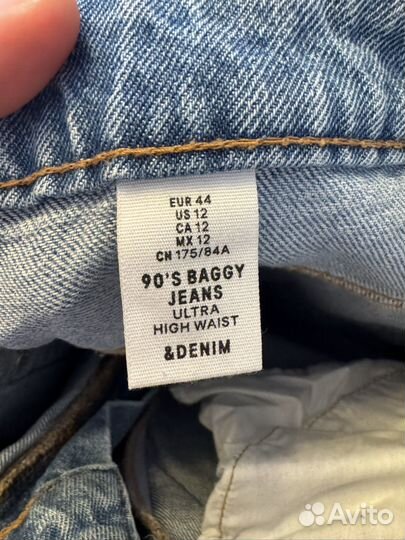 EUR 44
US 12
CA 12
MX 12
CN 175/84A
90'S BAGGY
JEANS
ULTRA
HIGH WAIST
&DENIM
Avito